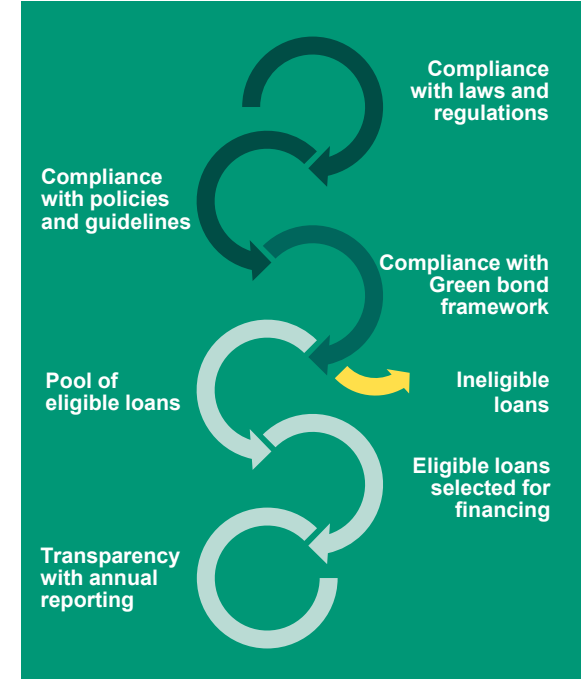 Compliance
with laws and
regulations
Compliance
with policies
and guidelines
Compliance with
Green bond
framework
Pool of
eligible loans
Ineligible
loans
Eligible loans
selected for
financing
Transparency
with annual
reporting